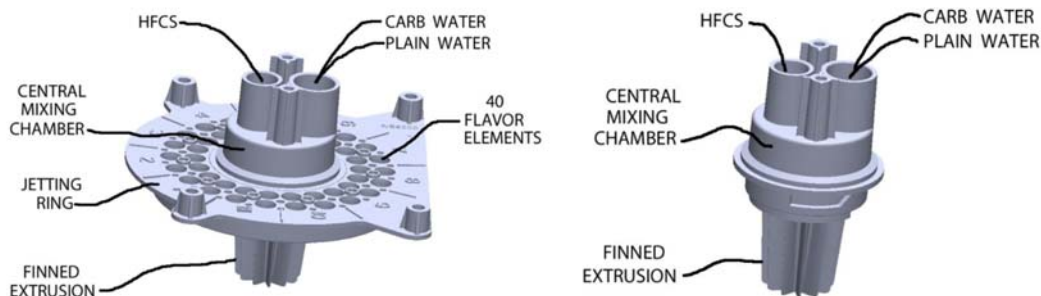 HFCS
CARB WATER
PLAIN WATER
CENTRAL
MIXING
CHAMBER
40
FLAVOR
ELEMENTS
JETTING
RING
FINNED
EXTRUSION
HFCS
CARB WATER
PLAIN WATER
CENTRAL
MIXING
CHAMBER
FINNED
EXTRUSION